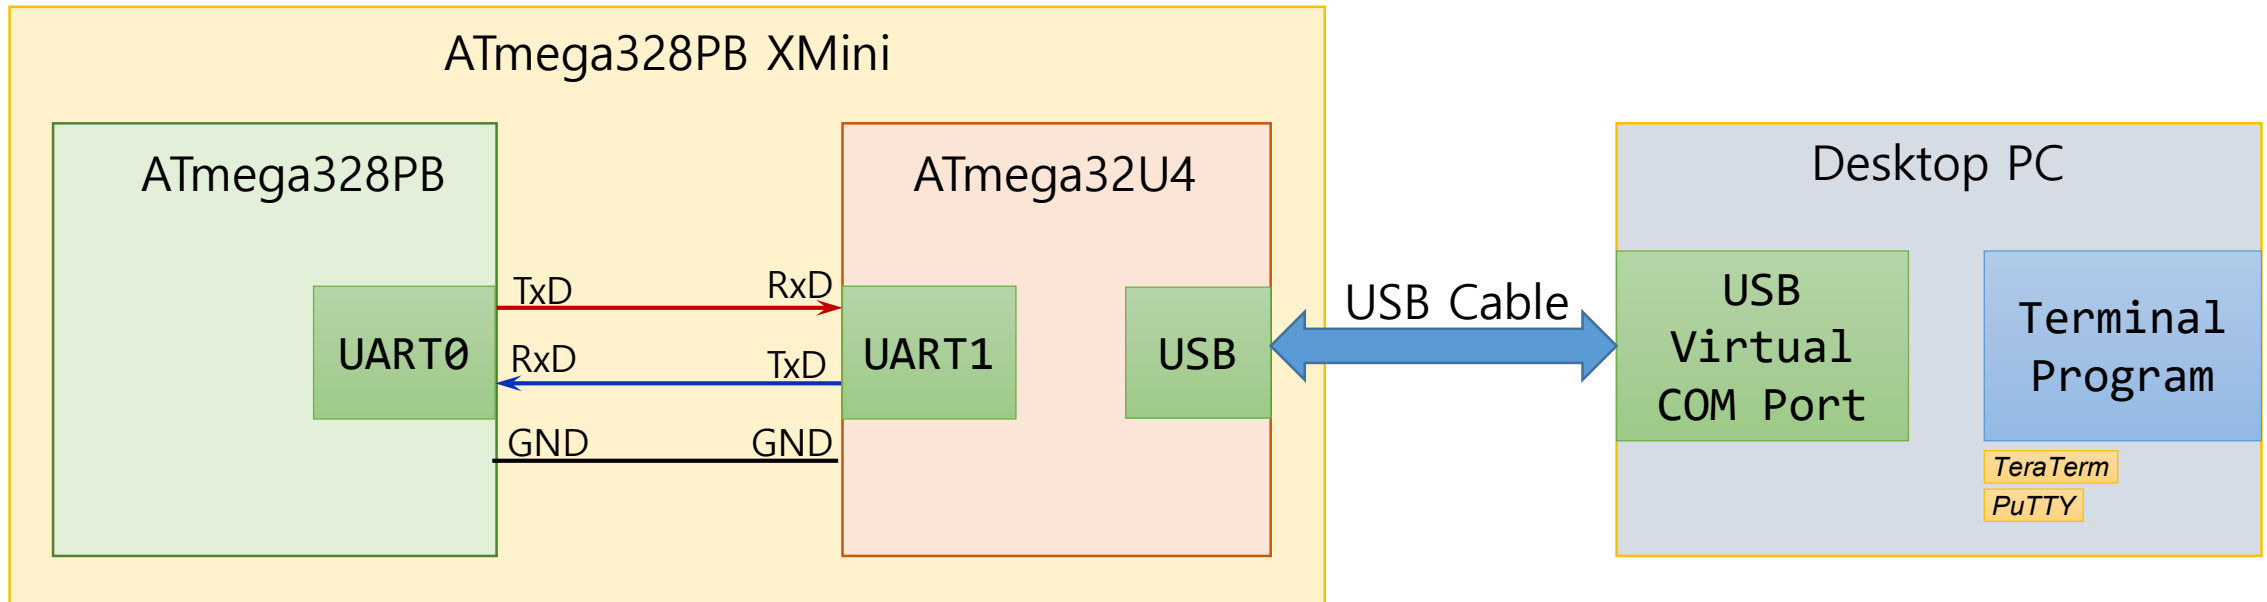 ATmega328PB XMini
ATmega328PB
TxD
RxD
UART0
RxD
TxD
GND
GND
ATmega32U4
UART1
USB
USB Cable
Desktop PC
USB
Virtual
COM Port
Terminal
Program
TeraTerm
PuTTY